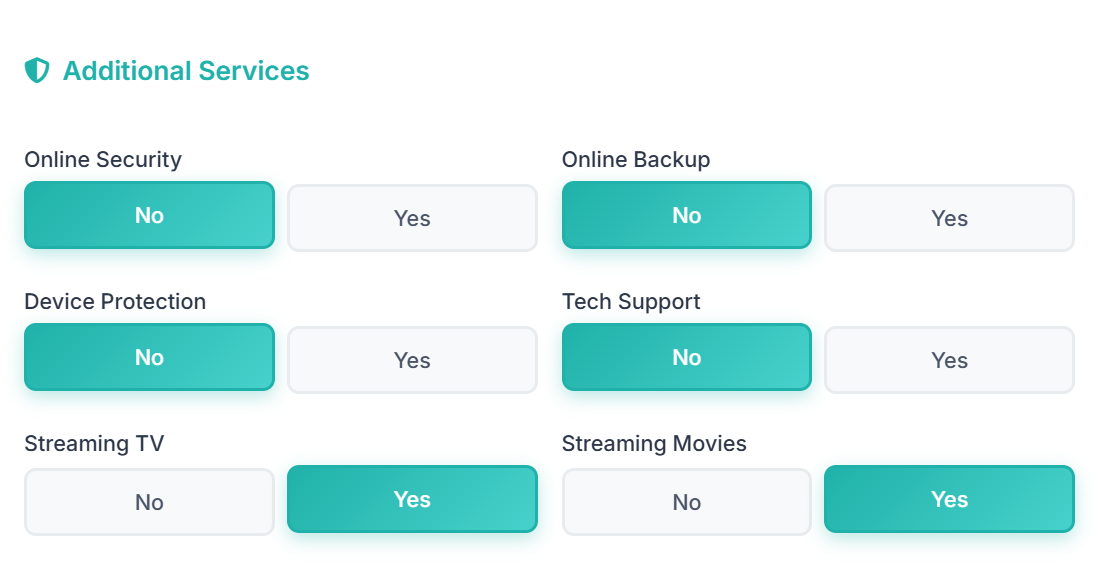 Additional Services
Online Security
No Yes
Online Backup
No Yes
Device Protection
No Yes
Tech Support
No Yes
Streaming TV
No Yes
Streaming Movies
No Yes